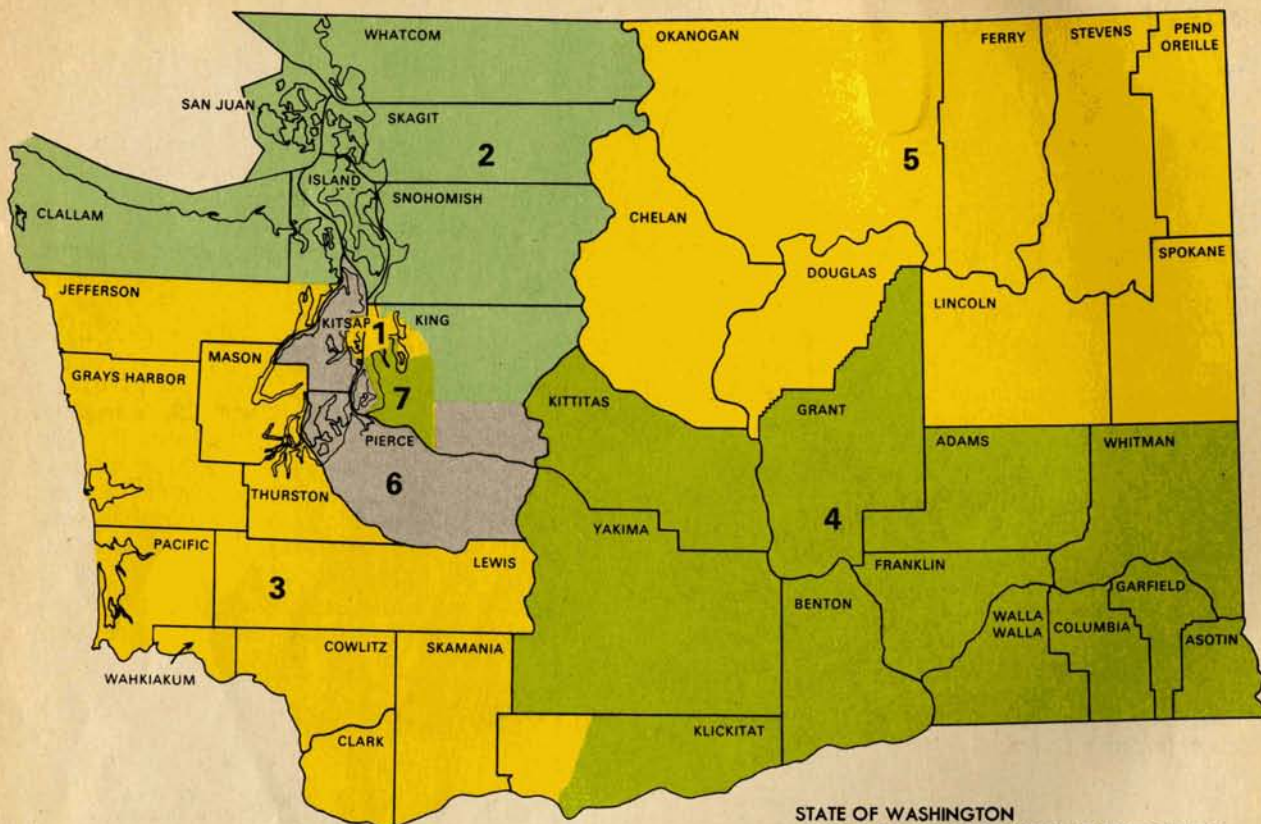 WHATCOM
OKANOGAN
FERRY
STEVENS
PEND
OREILLE
SAN JUAN
SKAGIT
2
5
ISLAND
SNOHOMISH
CLALLAM
CHELAN
DOUGLAS
SPOKANE
JEFFERSON
LINCOLN
KITSAP
1
KING
MASON
GRAYS HARBOR
7
KITTITAS
GRANT
PIERCE
ADAMS
WHITMAN
6
THURSTON
4
YAKIMA
PACIFIC
LEWIS
FRANKLIN
3
GARFIELD
BENTON
WALLA
WALLA
COLUMBIA
ASOTIN
COWLITZ
SKAMANIA
WAHKIAKUM
KLICKITAT
CLARK
STATE OF WASHINGTON